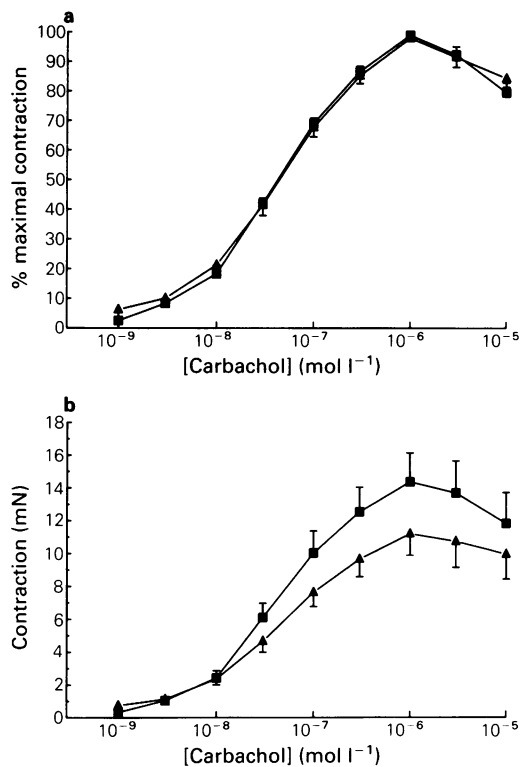 a
100
90
80
70
60
50
40
30
20
10
0
% maximal contraction
10⁻⁹ 10⁻⁸ 10⁻⁷ 10⁻⁶ 10⁻⁵
[Carbachol] (mol l⁻¹)
b
18
16
14
12
10
8
6
4
2
0
Contraction (mN)
10⁻⁹ 10⁻⁸ 10⁻⁷ 10⁻⁶ 10⁻⁵
[Carbachol] (mol l⁻¹)